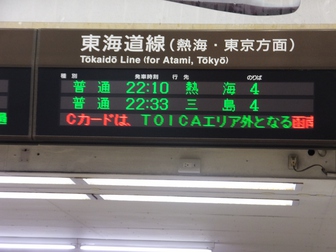 東海道線(熱海・東京方面)
Tōkaidō Line (for Atami, Tōkyō)
種別 発車時刻 行先 のりば
普通 22:10 熱海 4
普通 22:33 三島 4
Cカードは、TOICAエリア外となる函南